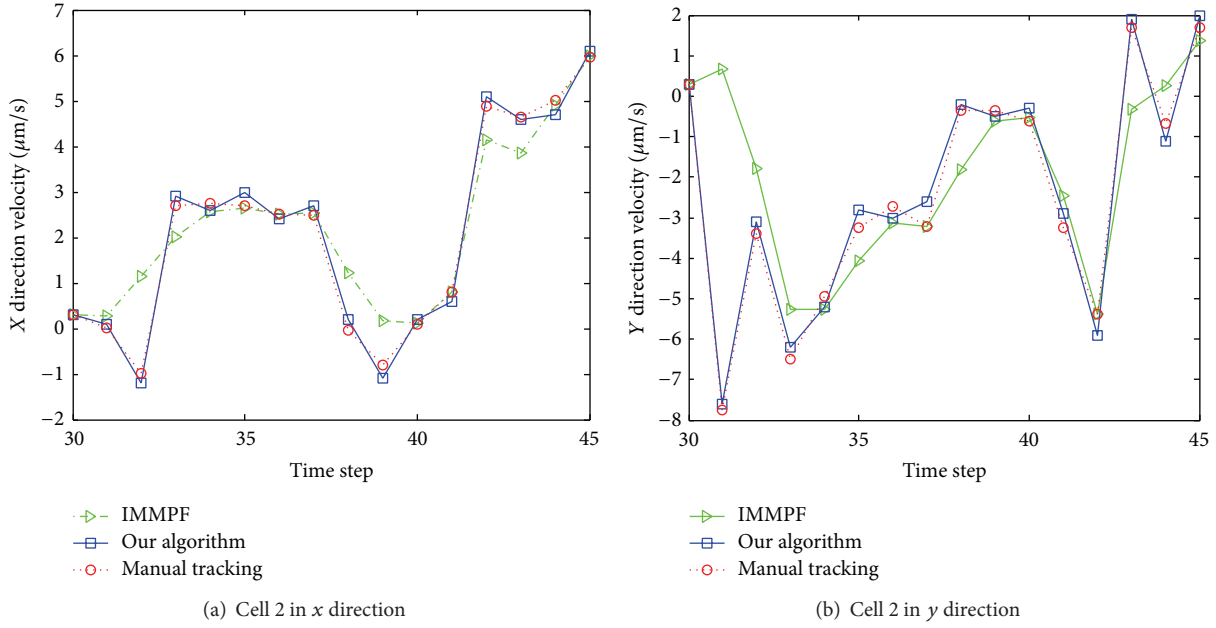 7
6
5
4
3
2
1
0
−1
−2
X direction velocity (μm/s)
30
35
40
45
Time step
IMMPF
Our algorithm
Manual tracking
(a) Cell 2 in x direction
2
1
0
−1
−2
−3
−4
−5
−6
−7
−8
Y direction velocity (μm/s)
30
35
40
45
Time step
IMMPF
Our algorithm
Manual tracking
(b) Cell 2 in y direction